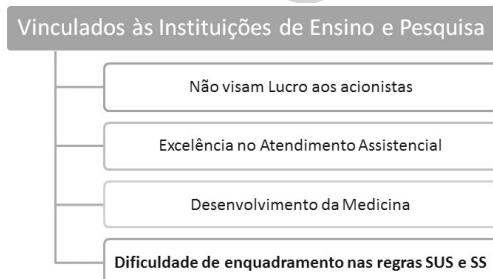 Vinculados às Instituições de Ensino e Pesquisa
Não visam Lucro aos acionistas
Excelência no Atendimento Assistencial
Desenvolvimento da Medicina
Dificuldade de enquadramento nas regras SUS e SS